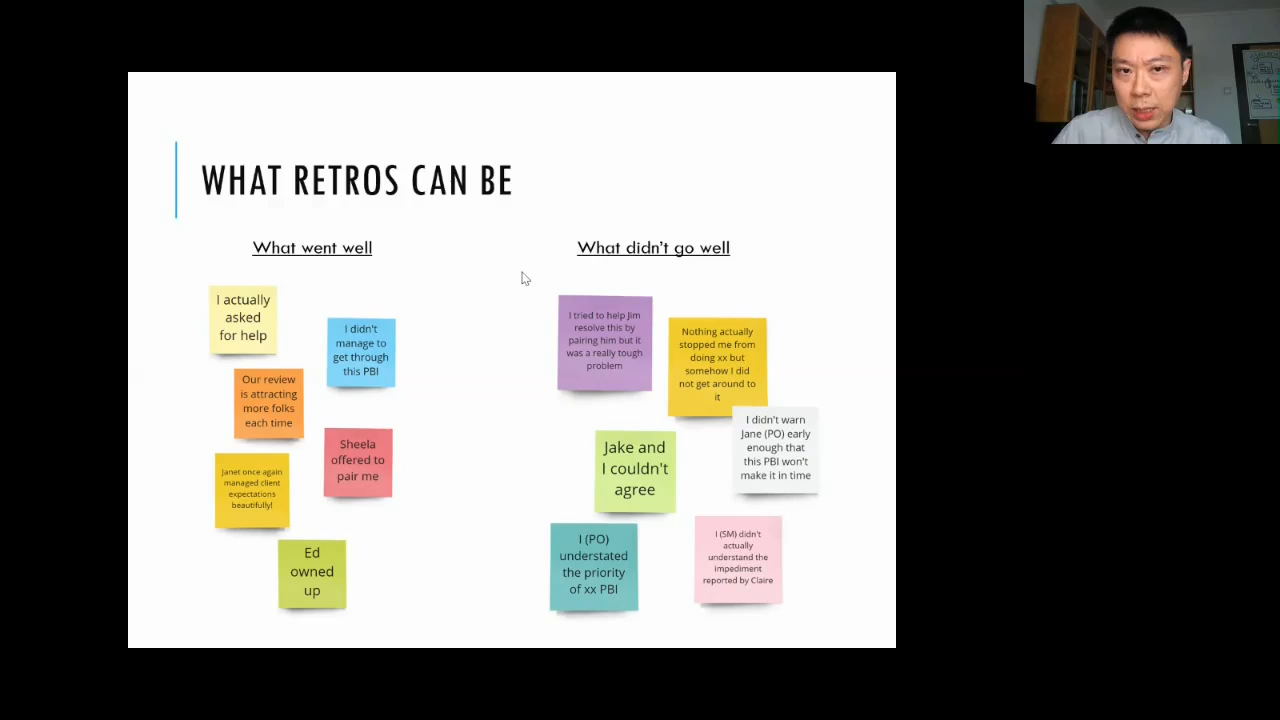 WHAT RETROS CAN BE
What went well
I actually
asked
for help
I didn't
manage to
get through
this PBI
Our review
is attracting
more folks
each time
Sheela
offered to
pair me
Janet once again
managed client
expectations
beautifully!
Ed
owned
up
What didn't go well
I tried to help Jim
resolve this by
pairing him but it
was a really tough
problem
Nothing actually
stopped me from
doing xx but
somehow I did
not get around to
it
I didn't warn
Jane (PO) early
enough that
this PBI won't
make it in time
Jake and
I couldn't
agree
I (PO)
understated
the priority
of xx PBI
I (SM) didn't
actually
understand the
impediment
reported by Claire